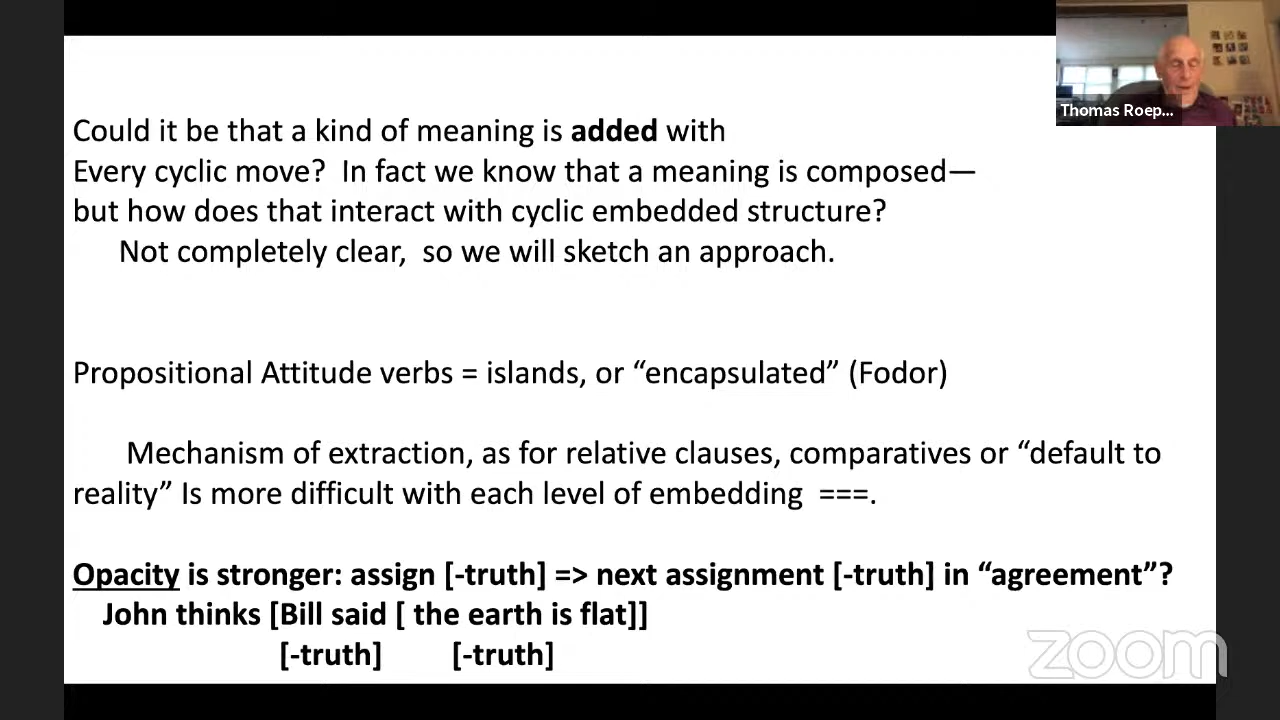 Thomas Roep...
Could it be that a kind of meaning is added with
Every cyclic move? In fact we know that a meaning is composed—
but how does that interact with cyclic embedded structure?
Not completely clear, so we will sketch an approach.
Propositional Attitude verbs = islands, or “encapsulated” (Fodor)
Mechanism of extraction, as for relative clauses, comparatives or “default to
reality” Is more difficult with each level of embedding ===.
Opacity is stronger: assign [-truth] => next assignment [-truth] in “agreement”?
John thinks [Bill said [ the earth is flat]]
[-truth] [-truth]
zoom